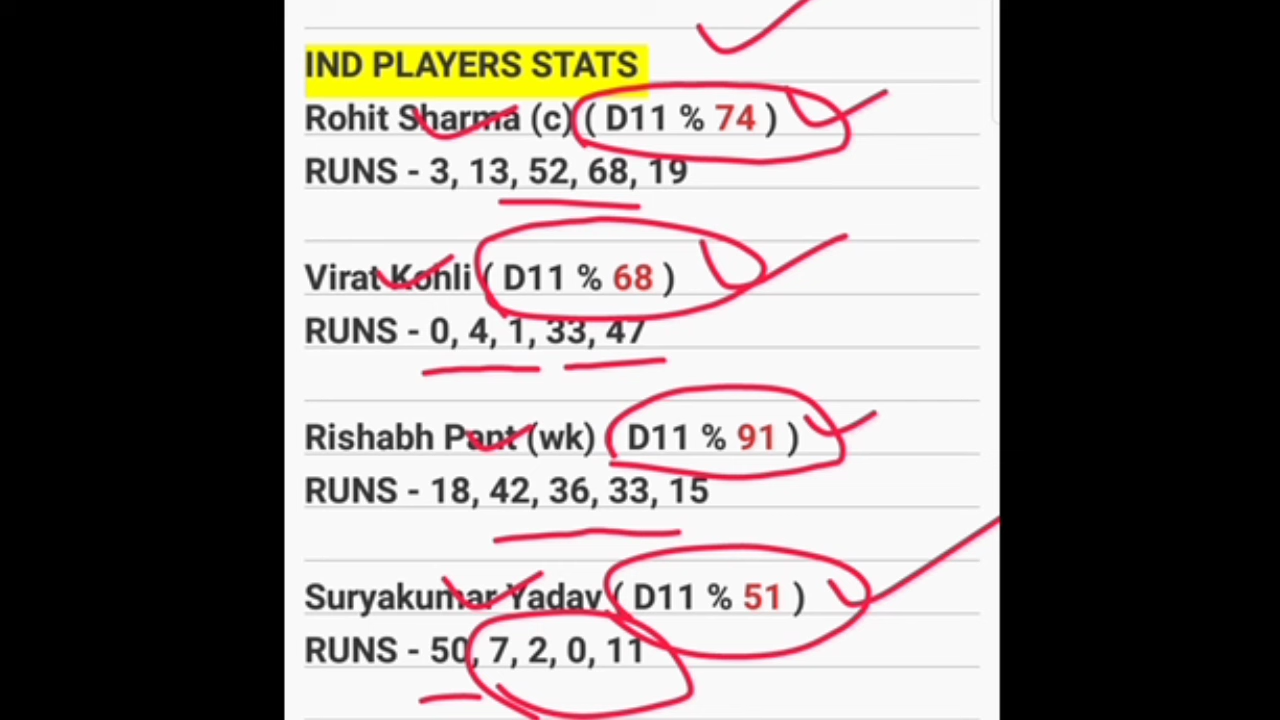 IND PLAYERS STATS
Rohit Sharma (c) ( D11 % 74 )
RUNS - 3, 13, 52, 68, 19
Virat Kohli ( D11 % 68 )
RUNS - 0, 4, 1, 33, 47
Rishabh Pant (wk) ( D11 % 91 )
RUNS - 18, 42, 36, 33, 15
Suryakumar Yadav ( D11 % 51 )
RUNS - 50, 7, 2, 0, 11